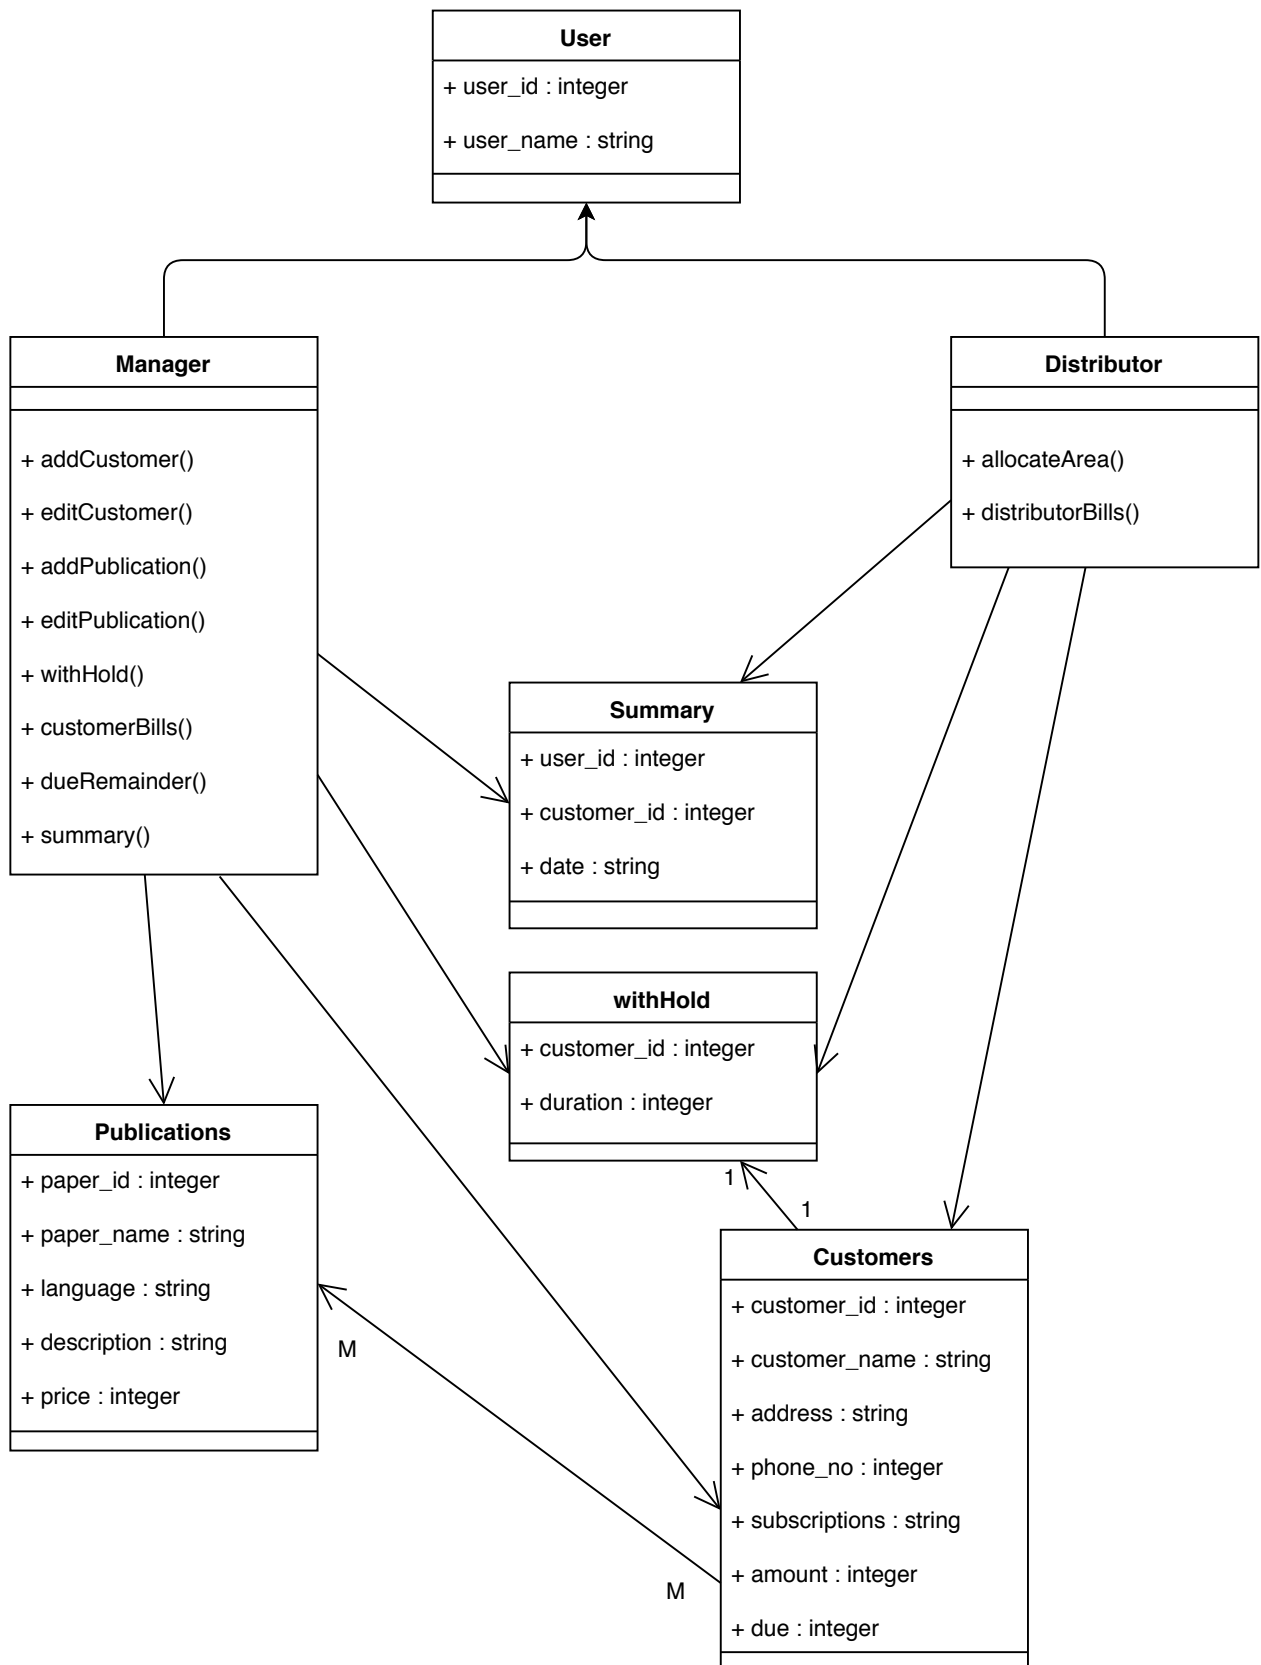 User
+ user_id : integer
+ user_name : string
Manager
+ addCustomer()
+ editCustomer()
+ addPublication()
+ editPublication()
+ withHold()
+ customerBills()
+ dueRemainder()
+ summary()
Distributor
+ allocateArea()
+ distributorBills()
Summary
+ user_id : integer
+ customer_id : integer
+ date : string
withHold
+ customer_id : integer
+ duration : integer
1
1
Publications
+ paper_id : integer
+ paper_name : string
+ language : string
+ description : string
+ price : integer
M
M
Customers
+ customer_id : integer
+ customer_name : string
+ address : string
+ phone_no : integer
+ subscriptions : string
+ amount : integer
+ due : integer